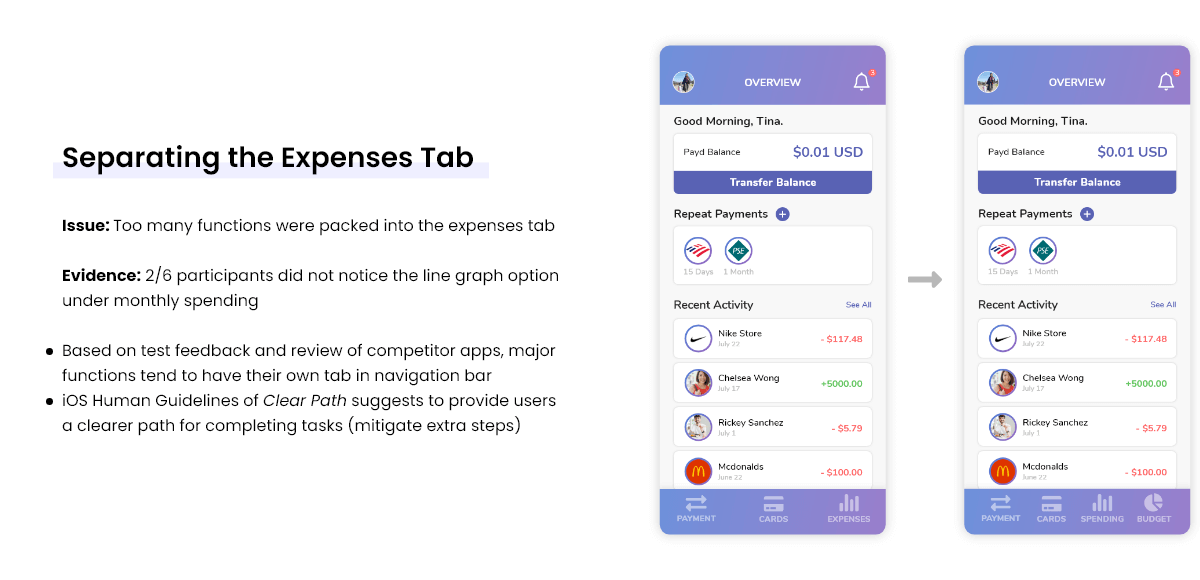 Separating the Expenses Tab
Issue: Too many functions were packed into the expenses tab
Evidence: 2/6 participants did not notice the line graph option
under monthly spending
Based on test feedback and review of competitor apps, major
functions tend to have their own tab in navigation bar
iOS Human Guidelines of Clear Path suggests to provide users
a clearer path for completing tasks (mitigate extra steps)
OVERVIEW
3
Good Morning, Tina.
Payd Balance $0.01 USD
Transfer Balance
Repeat Payments
PSE
15 Days 1 Month
Recent Activity See All
Nike Store
July 22
- $117.48
Chelsea Wong
July 17
+5000.00
Rickey Sanchez
July 1
- $5.79
Mcdonalds
June 22
- $100.00
PAYMENT CARDS EXPENSES
OVERVIEW
3
Good Morning, Tina.
Payd Balance $0.01 USD
Transfer Balance
Repeat Payments
PSE
15 Days 1 Month
Recent Activity See All
Nike Store
July 22
- $117.48
Chelsea Wong
July 17
+5000.00
Rickey Sanchez
July 1
- $5.79
Mcdonalds
June 22
- $100.00
PAYMENT CARDS SPENDING BUDGET